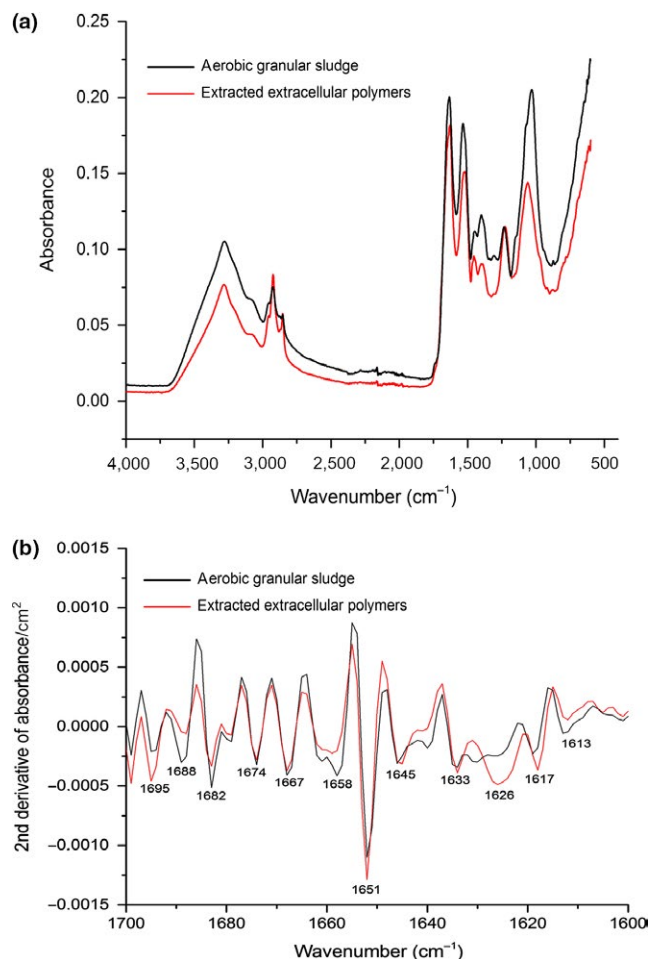 (a)
0.25
Aerobic granular sludge
Extracted extracellular polymers
0.20
0.15
0.10
0.05
0.00
Absorbance
4,000 3,500 3,000 2,500 2,000 1,500 1,000 500
Wavenumber (cm⁻¹)
(b)
0.0015
Aerobic granular sludge
Extracted extracellular polymers
0.0010
0.0005
0.0000
−0.0005
−0.0010
−0.0015
2nd derivative of absorbance/cm²
1695 1688 1682 1674 1667 1658 1651 1645 1633 1626 1617 1613
1700 1680 1660 1640 1620 1600
Wavenumber (cm⁻¹)